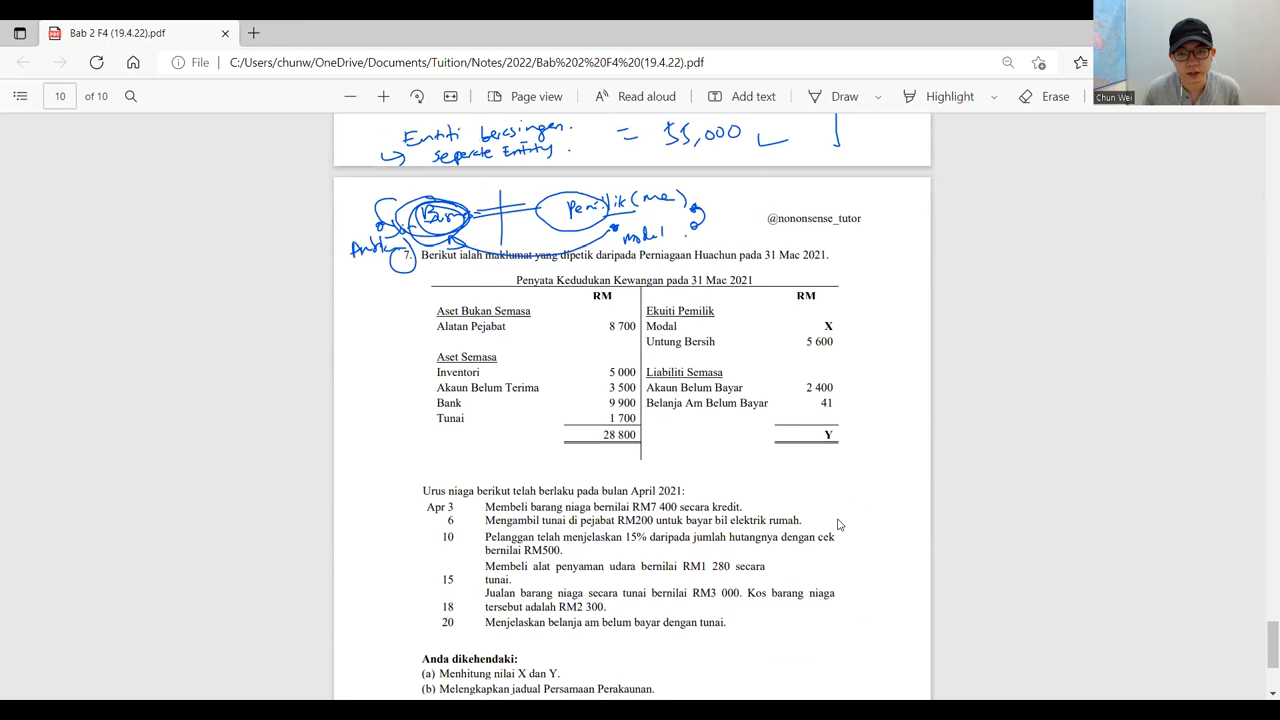 Bab 2 F4 (19.4.22).pdf
File C:/Users/chunw/OneDrive/Documents/Tuition/Notes/2022/Bab%202%20F4%20(19.4.22).pdf
10 of 10 Page view Read aloud Add text Draw Highlight Erase
Chun Wei
Entiti berasingan. = 55,000
↳ seperate Entity.
Pemilik (me)
modal
@nononsense_tutor
7. Berikut ialah maklumat yang dipetik daripada Perniagaan Huachun pada 31 Mac 2021.
Penyata Kedudukan Kewangan pada 31 Mac 2021
RM RM
Aset Bukan Semasa Ekuiti Pemilik
Alatan Pejabat 8 700 Modal X
Untung Bersih 5 600
Aset Semasa
Inventori 5 000 Liabiliti Semasa
Akaun Belum Terima 3 500 Akaun Belum Bayar 2 400
Bank 9 900 Belanja Am Belum Bayar 41
Tunai 1 700
28 800 Y
Urus niaga berikut telah berlaku pada bulan April 2021:
Apr 3 Membeli barang niaga bernilai RM7 400 secara kredit.
6 Mengambil tunai di pejabat RM200 untuk bayar bil elektrik rumah.
10 Pelanggan telah menjelaskan 15% daripada jumlah hutangnya dengan cek
bernilai RM500.
Membeli alat penyaman udara bernilai RM1 280 secara
15 tunai.
Jualan barang niaga secara tunai bernilai RM3 000. Kos barang niaga
18 tersebut adalah RM2 300.
20 Menjelaskan belanja am belum bayar dengan tunai.
Anda dikehendaki:
(a) Menhitung nilai X dan Y.
(b) Melengkapkan jadual Persamaan Perakaunan.